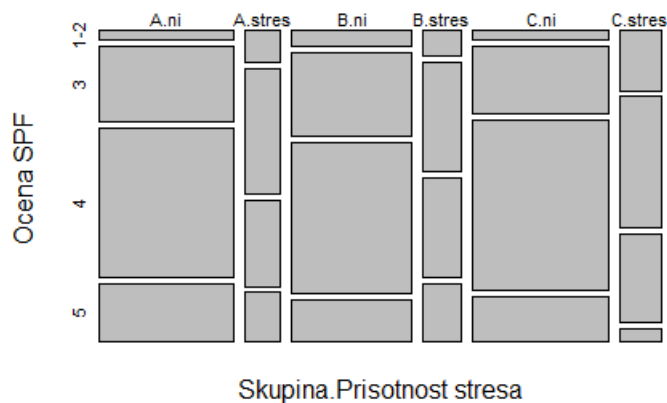 A.ni A.stres B.ni B.stres C.ni C.stres
1-2
3
4
5
Ocena SPF
Skupina.Prisotnost stresa